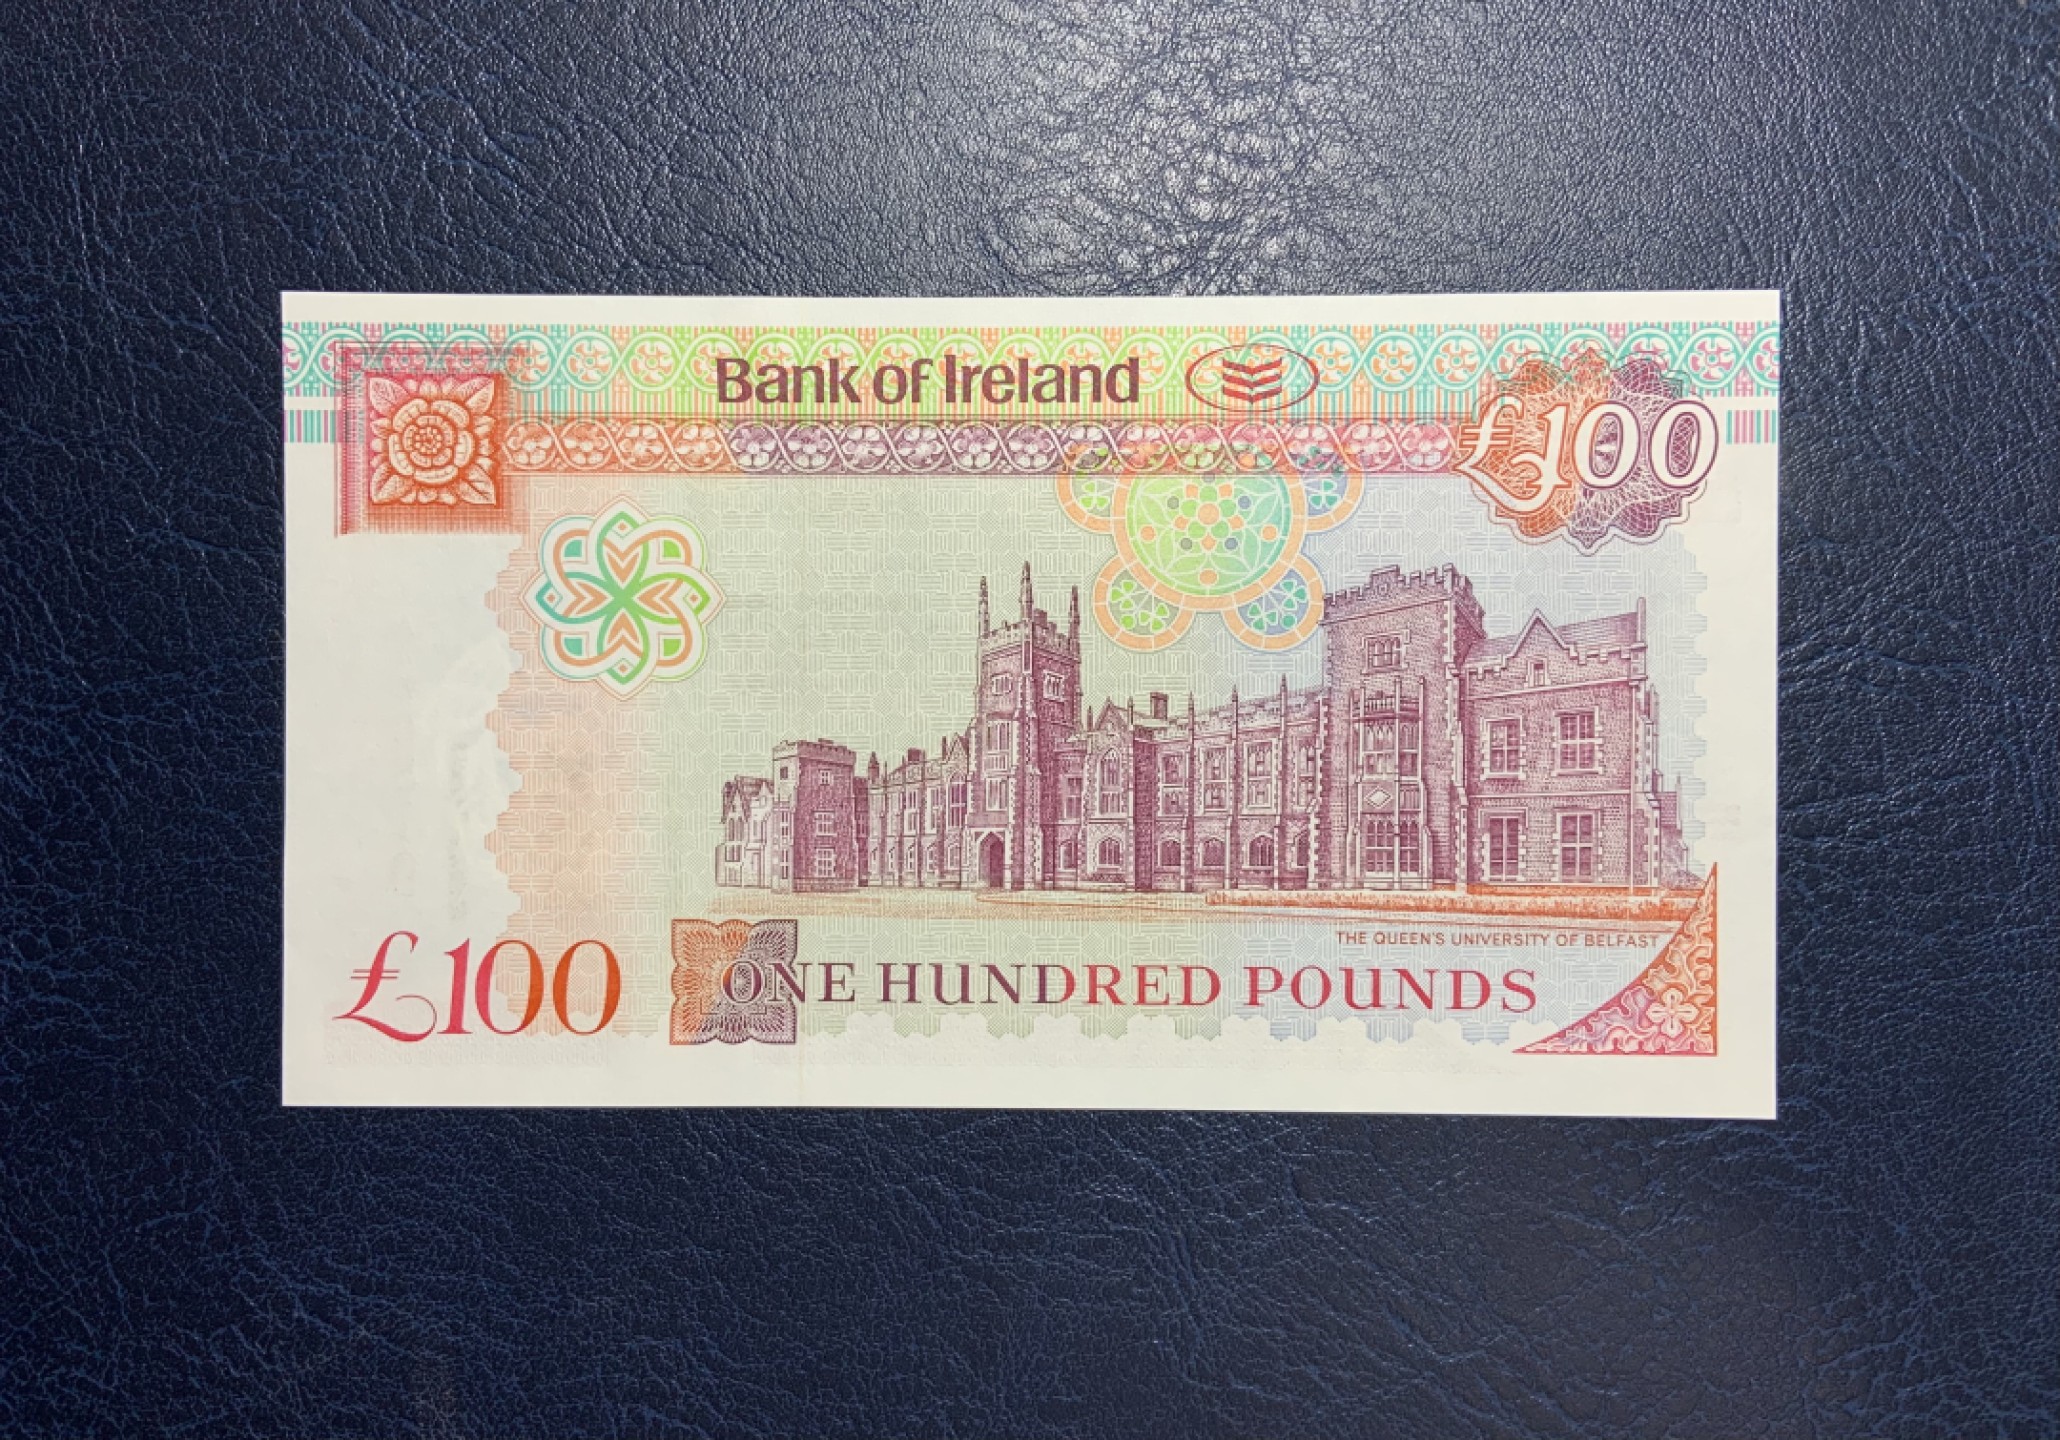 Bank of Ireland
£100
THE QUEEN'S UNIVERSITY OF BELFAST
£100
ONE HUNDRED POUNDS